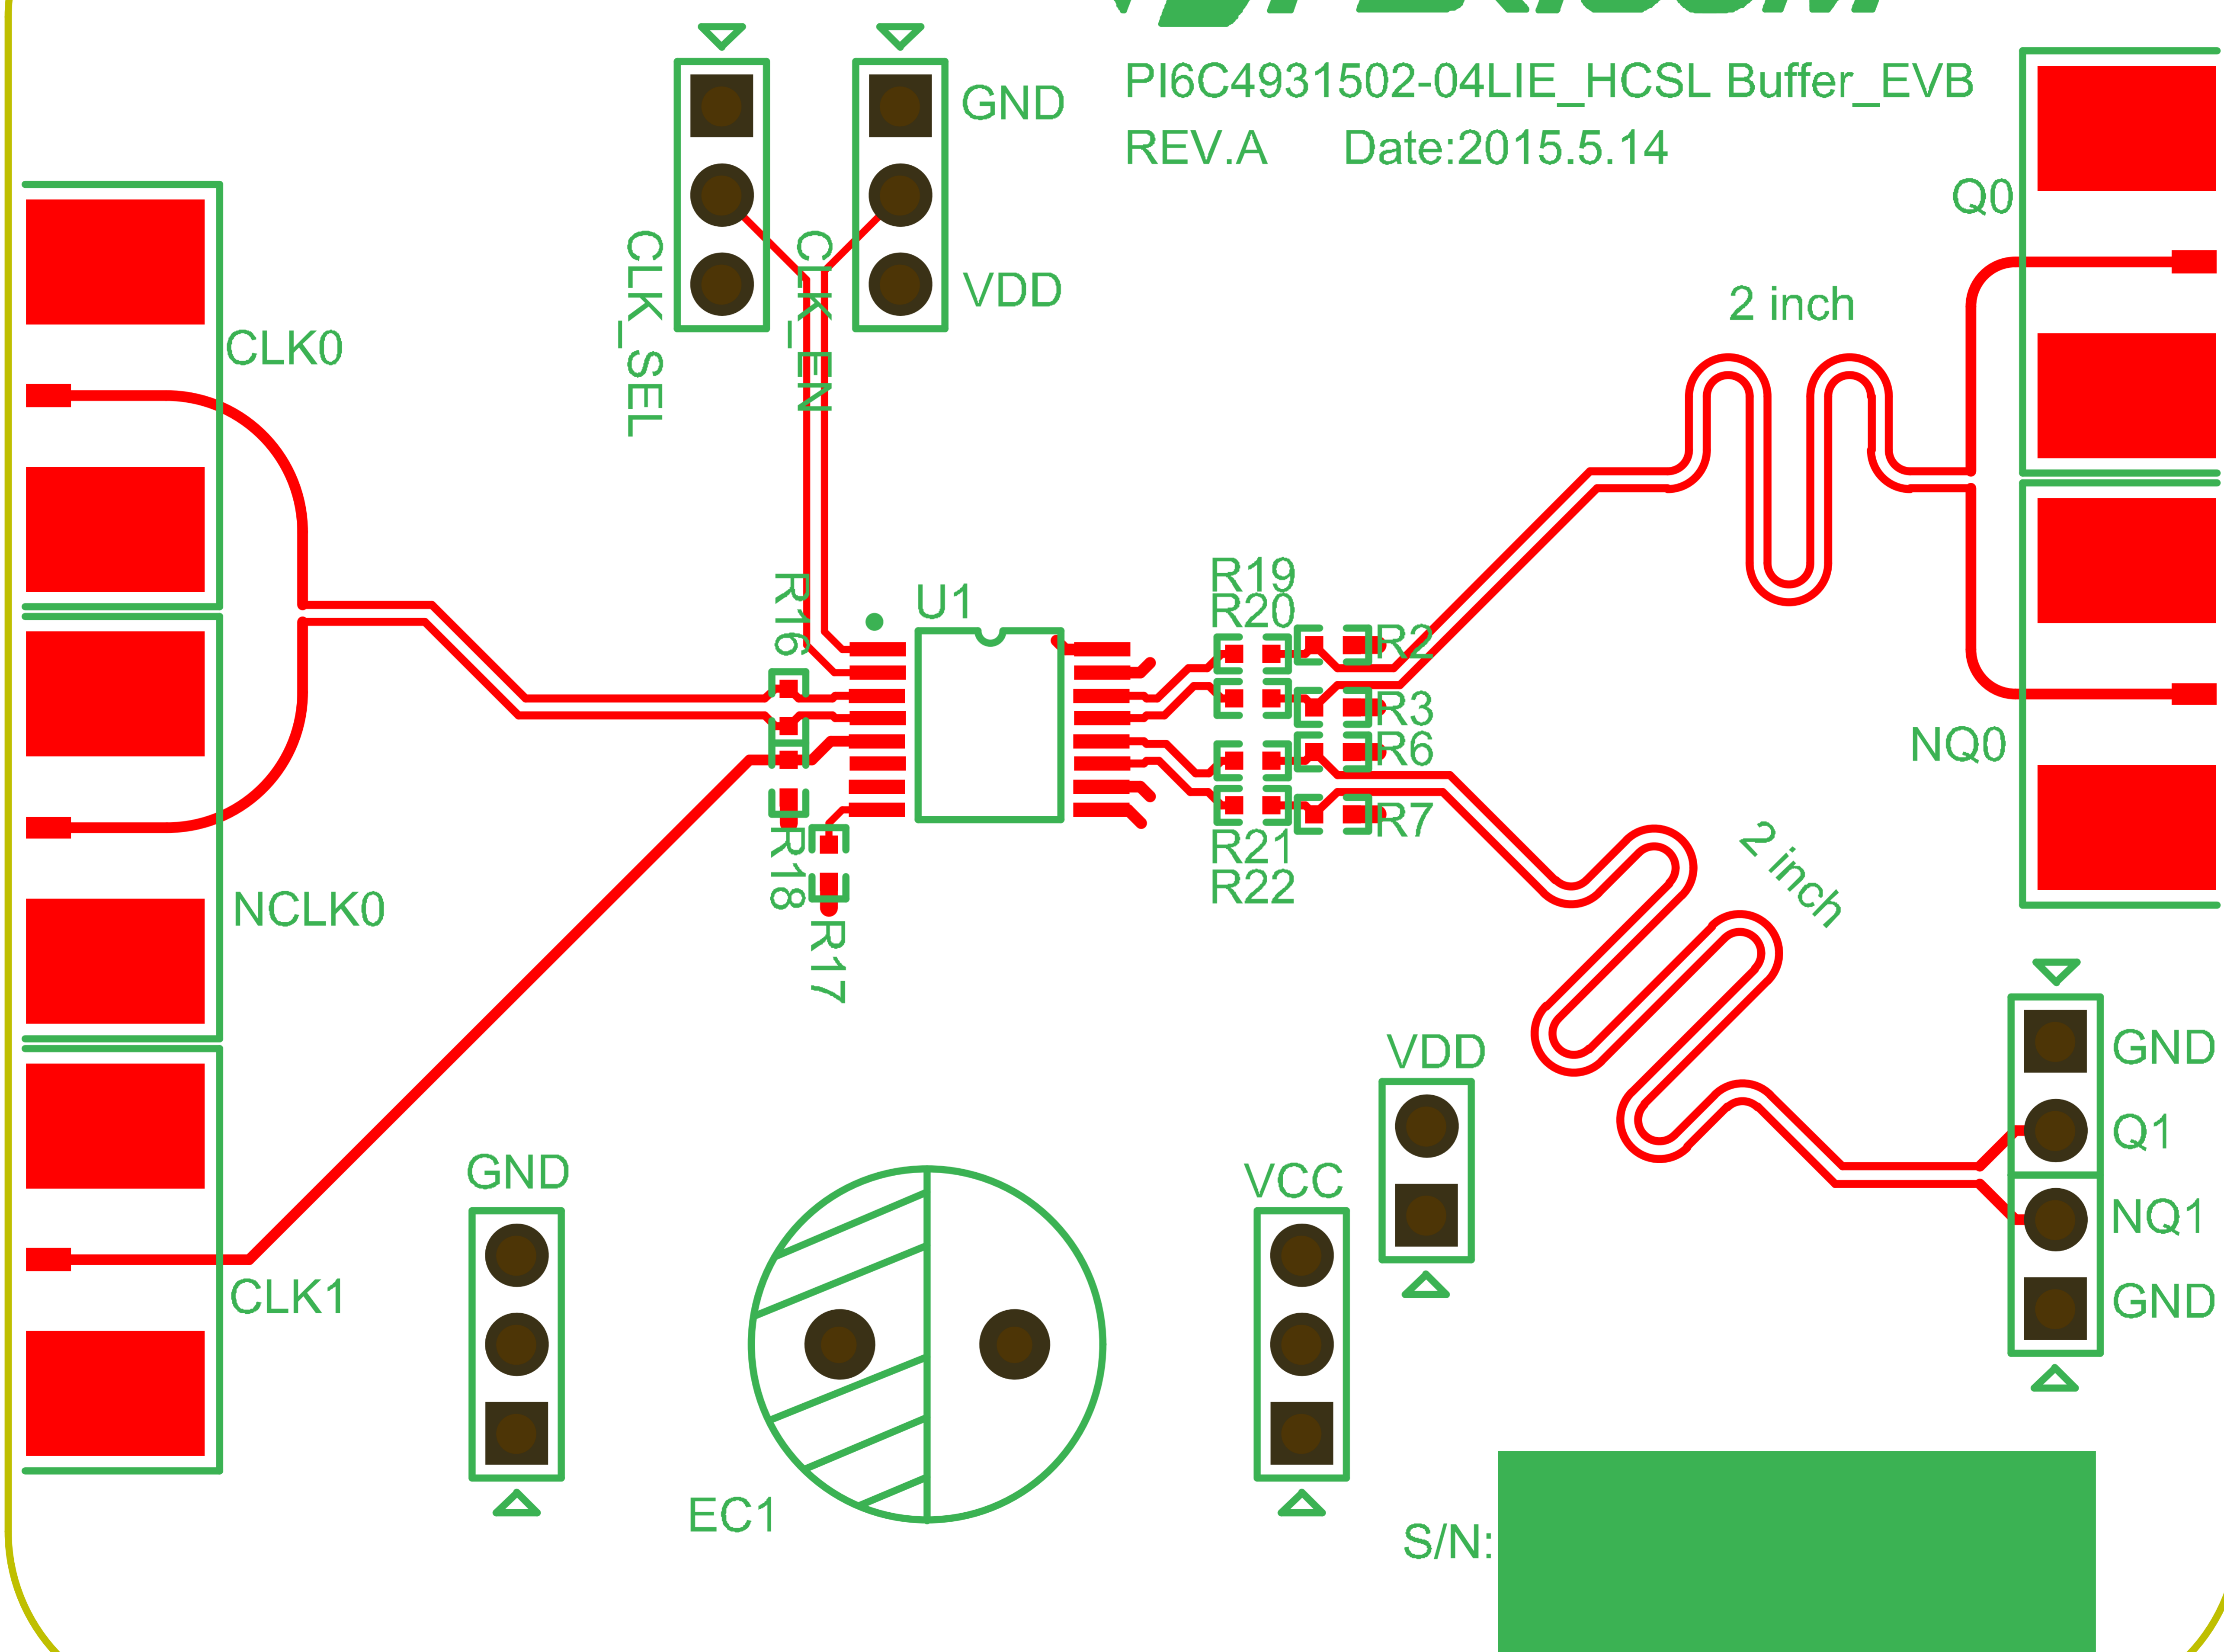 PI6C4931502-04LIE_HCSL Buffer_EVB
REV.A Date:2015.5.14
GND
VDD
CLK_SEL
CLK_EN
Q0
2 inch
CLK0
R16
U1
R19
R20
R2
R3
R6
R7
R21
R22
NQ0
2 inch
NCLK0
R18
R17
VDD
GND
Q1
NQ1
GND
GND
VCC
CLK1
EC1
S/N: